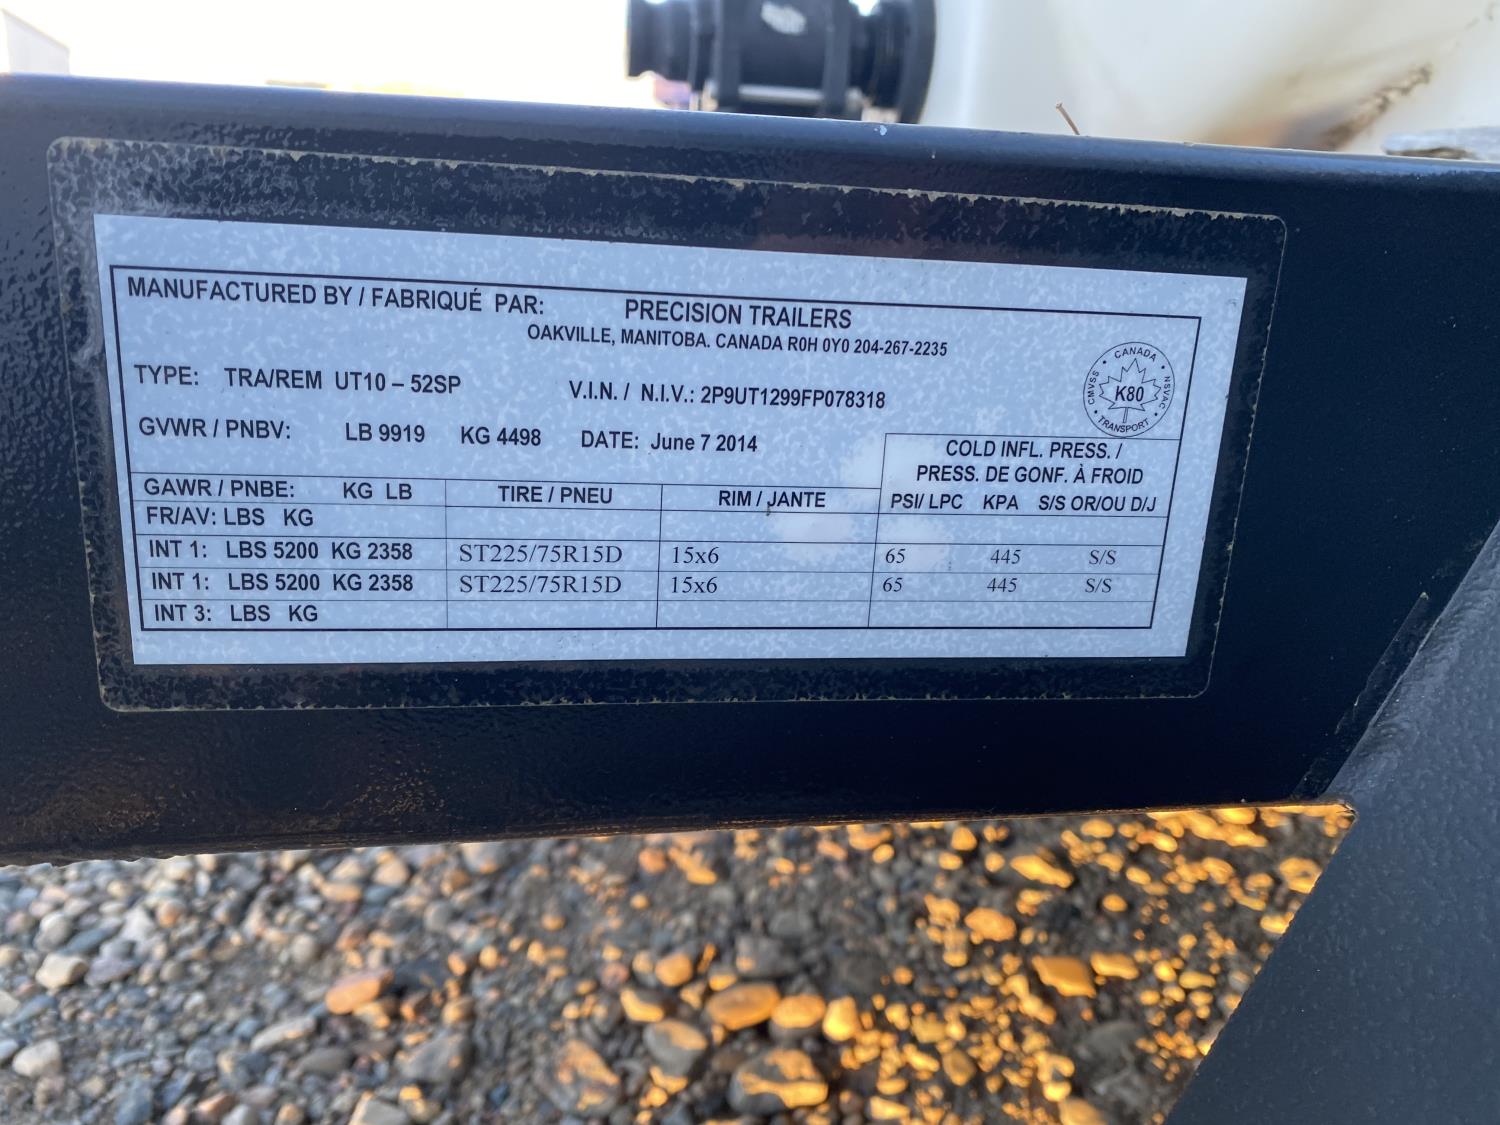 MANUFACTURED BY / FABRIQUÉ PAR: PRECISION TRAILERS
OAKVILLE, MANITOBA. CANADA R0H 0Y0 204-267-2235
TYPE: TRA/REM UT10 – 52SP V.I.N. / N.I.V.: 2P9UT1299FP078318
CANADA
CMVSS K80 NSVAC
TRANSPORT
GVWR / PNBV: LB 9919 KG 4498 DATE: June 7 2014
COLD INFL. PRESS. /
PRESS. DE GONF. À FROID
GAWR / PNBE: KG LB TIRE / PNEU RIM / JANTE PSI/ LPC KPA S/S OR/OU D/J
FR/AV: LBS KG
INT 1: LBS 5200 KG 2358 ST225/75R15D 15x6 65 445 S/S
INT 1: LBS 5200 KG 2358 ST225/75R15D 15x6 65 445 S/S
INT 3: LBS KG